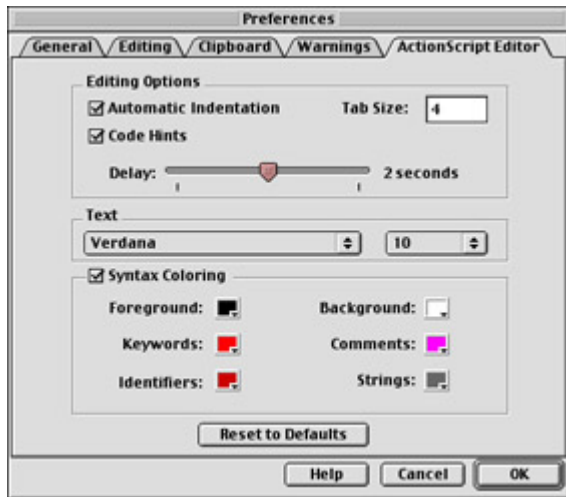 Preferences
General Editing Clipboard Warnings ActionScript Editor
Editing Options
Automatic Indentation Tab Size: 4
Code Hints
Delay: 2 seconds
Text
Verdana 10
Syntax Coloring
Foreground: Background:
Keywords: Comments:
Identifiers: Strings:
Reset to Defaults
Help Cancel OK